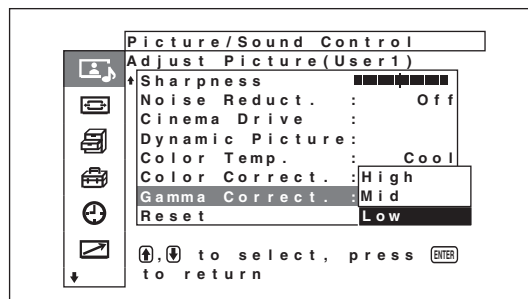 Picture/Sound Control
Adjust Picture(User1)
Sharpness
Noise Reduct. : Off
Cinema Drive :
Dynamic Picture:
Color Temp. : Cool
Color Correct. : High
Gamma Correct. : Mid
Reset Low
, to select, press ENTER
to return